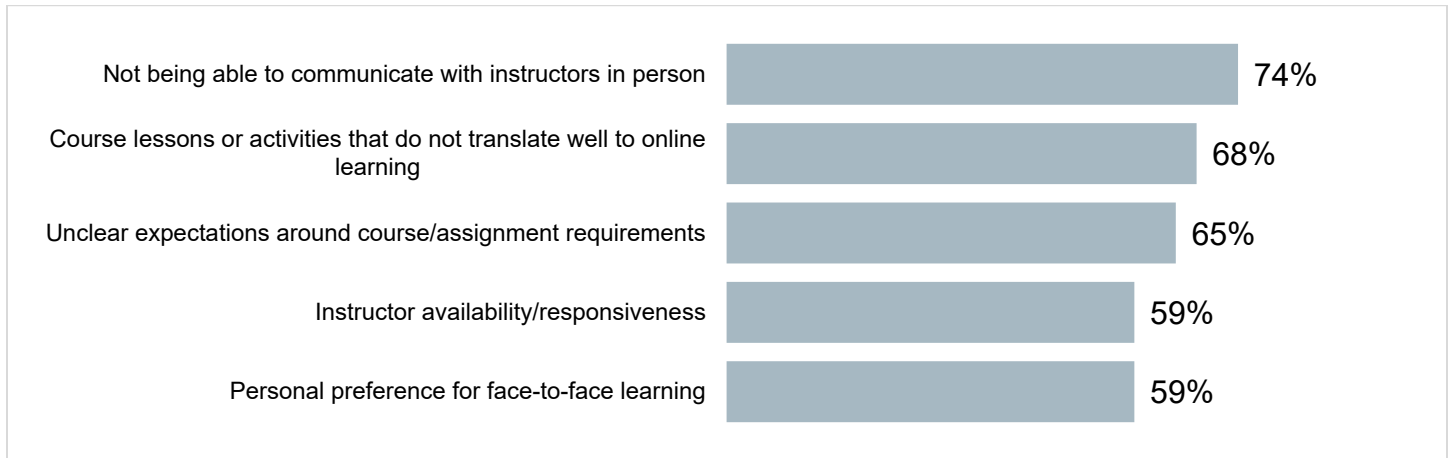 Not being able to communicate with instructors in person
74%
Course lessons or activities that do not translate well to online
learning
68%
Unclear expectations around course/assignment requirements
65%
Instructor availability/responsiveness
59%
Personal preference for face-to-face learning
59%